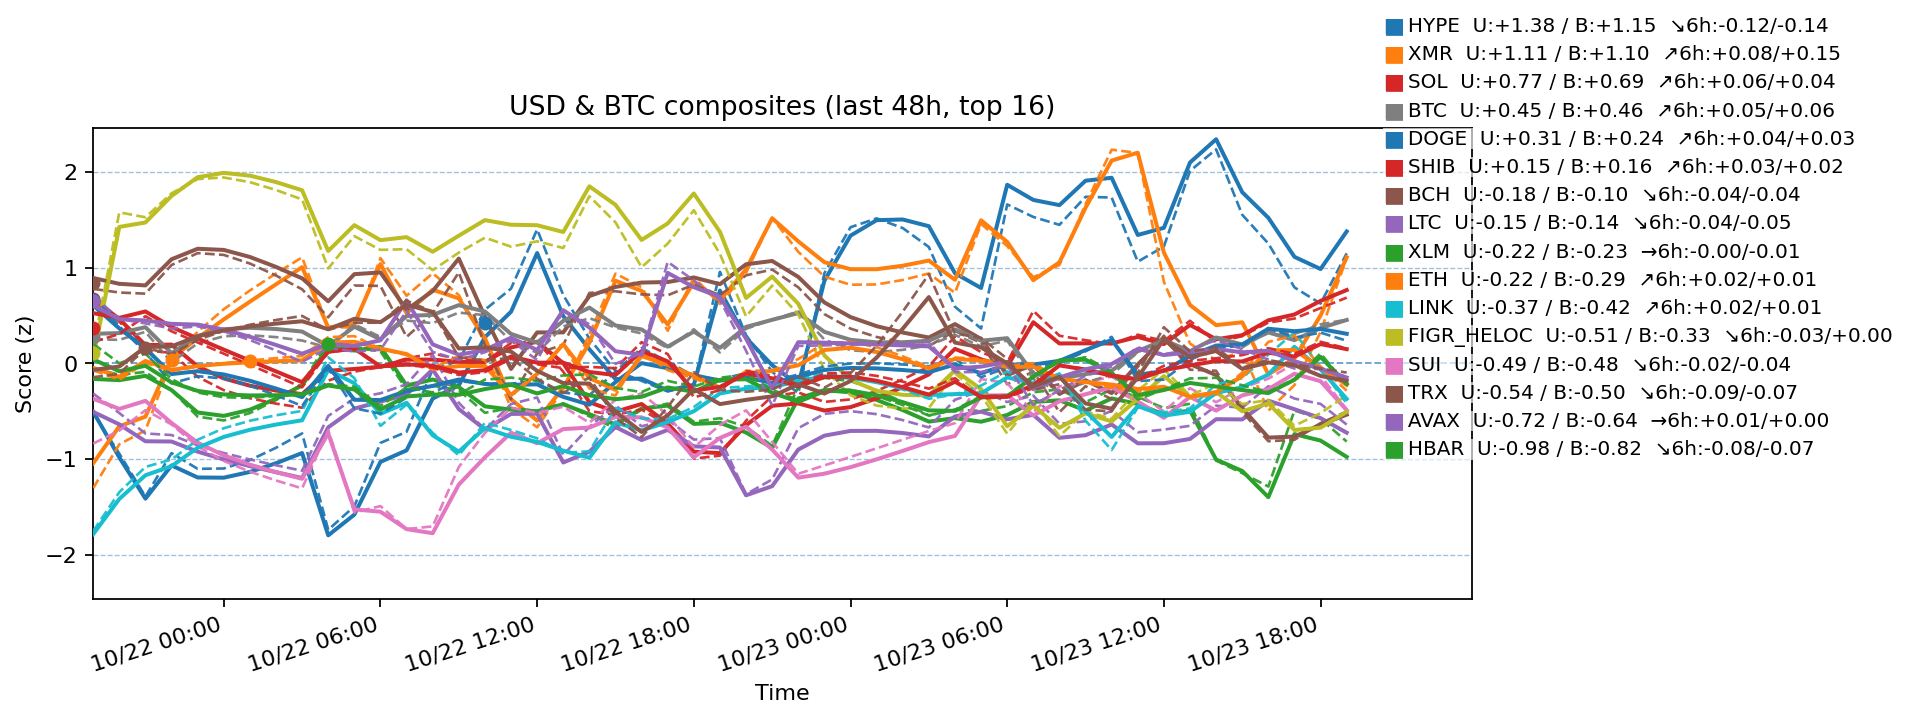 HYPE  U:+1.38 / B:+1.15  ↘6h:-0.12/-0.14
XMR  U:+1.11 / B:+1.10  ↗6h:+0.08/+0.15
SOL  U:+0.77 / B:+0.69  ↗6h:+0.06/+0.04
BTC  U:+0.45 / B:+0.46  ↗6h:+0.05/+0.06
DOGE  U:+0.31 / B:+0.24  ↗6h:+0.04/+0.03
SHIB  U:+0.15 / B:+0.16  ↗6h:+0.03/+0.02
BCH  U:-0.18 / B:-0.10  ↘6h:-0.04/-0.04
LTC  U:-0.15 / B:-0.14  ↘6h:-0.04/-0.05
XLM  U:-0.22 / B:-0.23  →6h:-0.00/-0.01
ETH  U:-0.22 / B:-0.29  ↗6h:+0.02/+0.01
LINK  U:-0.37 / B:-0.42  ↗6h:+0.02/+0.01
FIGR_HELOC  U:-0.51 / B:-0.33  ↘6h:-0.03/+0.00
SUI  U:-0.49 / B:-0.48  ↘6h:-0.02/-0.04
TRX  U:-0.54 / B:-0.50  ↘6h:-0.09/-0.07
AVAX  U:-0.72 / B:-0.64  →6h:+0.01/+0.00
HBAR  U:-0.98 / B:-0.82  ↘6h:-0.08/-0.07
USD & BTC composites (last 48h, top 16)
Score (z)
2
1
0
−1
−2
10/22 00:00
10/22 06:00
10/22 12:00
10/22 18:00
10/23 00:00
10/23 06:00
10/23 12:00
10/23 18:00
Time